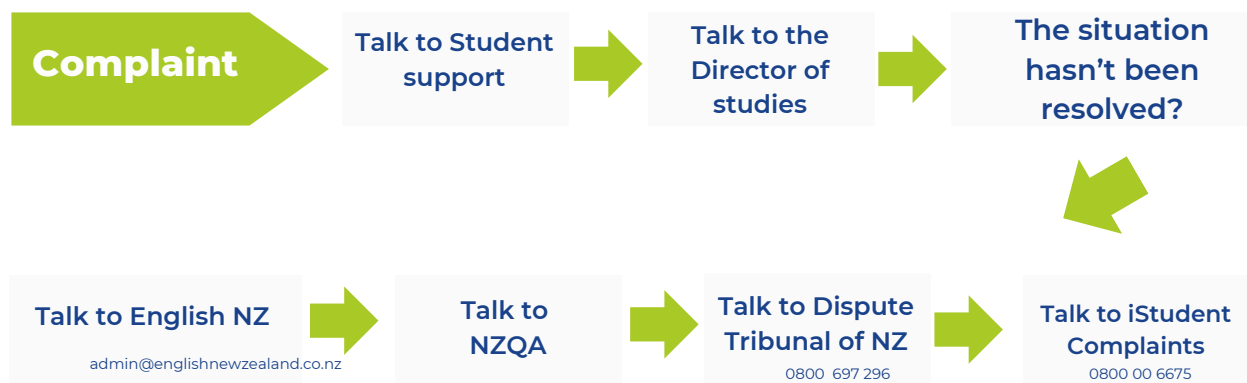 Complaint
Talk to Student
support
Talk to the
Director of
studies
The situation
hasn't been
resolved?
Talk to English NZ
admin@englishnewzealand.co.nz
Talk to
NZQA
Talk to Dispute
Tribunal of NZ
0800  697 296
Talk to iStudent
Complaints
0800 00 6675